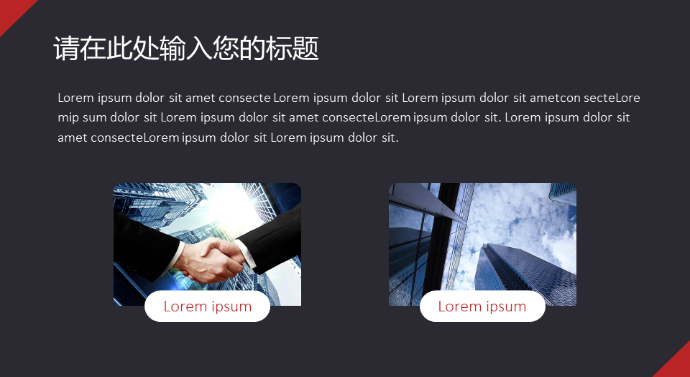 请在此处输入您的标题
Lorem ipsum dolor sit amet consecte Lorem ipsum dolor sit Lorem ipsum dolor sit ametcon secteLore
mip sum dolor sit Lorem ipsum dolor sit amet consecteLorem ipsum dolor sit. Lorem ipsum dolor sit
amet consecteLorem ipsum dolor sit Lorem ipsum dolor sit.
Lorem ipsum
Lorem ipsum